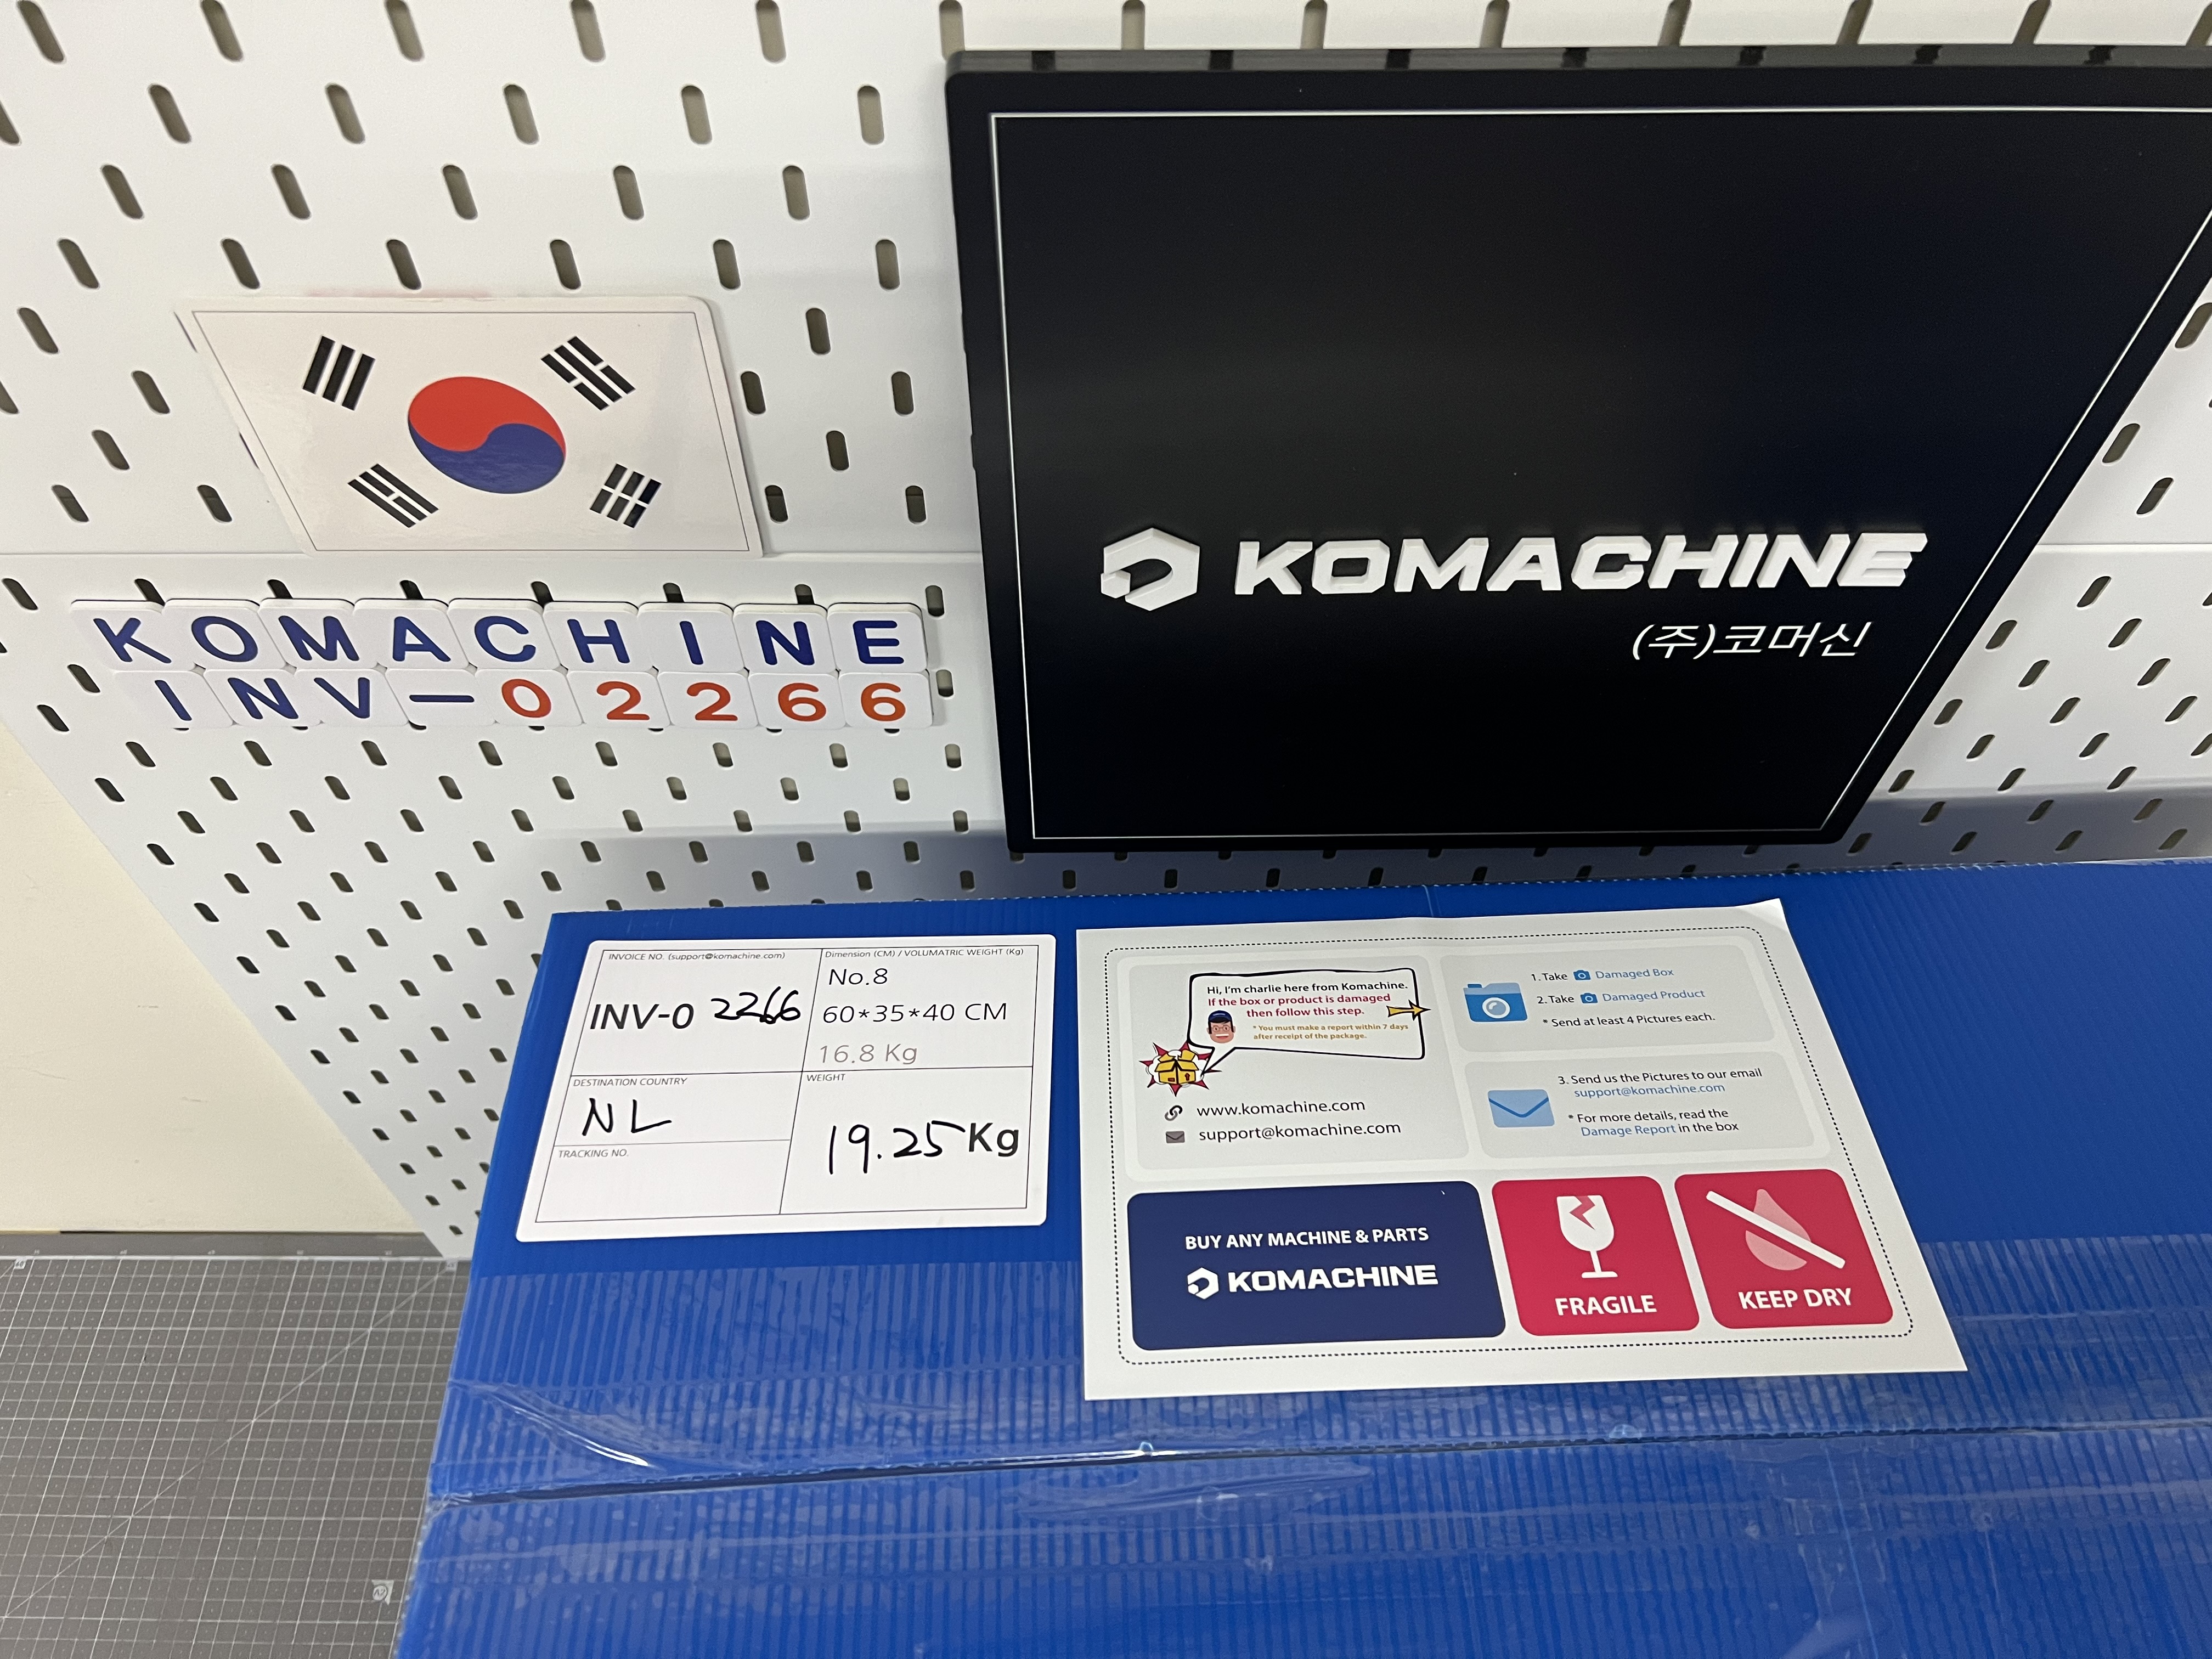 KOMACHINE
(주)코머신
KOMACHINE
INV-02266
INVOICE NO. (support@komachine.com)
INV-0 2266
Dimension (CM) / VOLUMATRIC WEIGHT (Kg)
No.8
60*35*40 CM
16.8 Kg
DESTINATION COUNTRY
NL
TRACKING NO.
WEIGHT
19.25 Kg
Hi, I'm charlie here from Komachine.
If the box or product is damaged
then follow this step.
* You must make a report within 7 days
after receipt of the package.
www.komachine.com
support@komachine.com
1. Take Damaged Box
2. Take Damaged Product
* Send at least 4 Pictures each.
3. Send us the Pictures to our email
support@komachine.com
* For more details, read the
Damage Report in the box
BUY ANY MACHINE & PARTS
KOMACHINE
FRAGILE
KEEP DRY